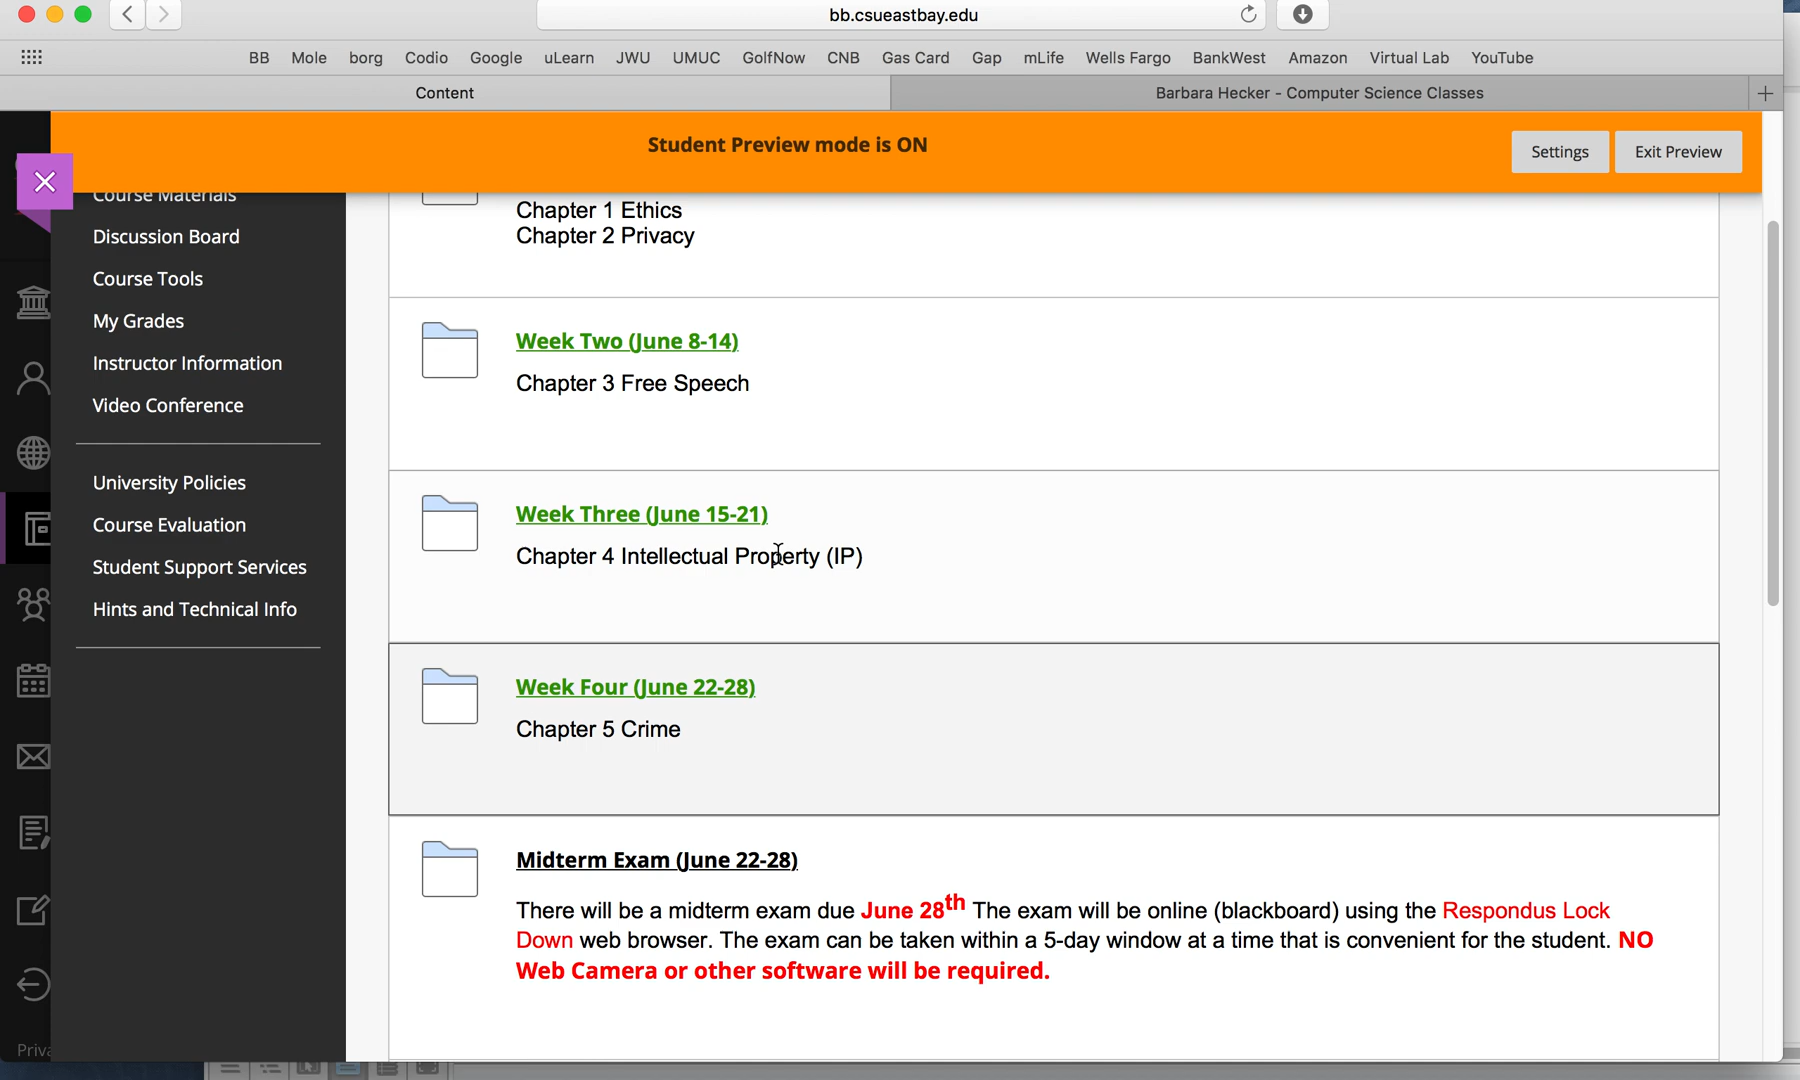 bb.csueastbay.edu
BB Mole borg Codio Google uLearn JWU UMUC GolfNow CNB Gas Card Gap mLife Wells Fargo BankWest Amazon Virtual Lab YouTube
Content
Barbara Hecker - Computer Science Classes
Student Preview mode is ON
Settings
Exit Preview
Course Materials
Discussion Board
Course Tools
My Grades
Instructor Information
Video Conference
University Policies
Course Evaluation
Student Support Services
Hints and Technical Info
Priva
Chapter 1 Ethics
Chapter 2 Privacy
Week Two (June 8-14)
Chapter 3 Free Speech
Week Three (June 15-21)
Chapter 4 Intellectual Property (IP)
Week Four (June 22-28)
Chapter 5 Crime
Midterm Exam (June 22-28)
There will be a midterm exam due June 28th The exam will be online (blackboard) using the Respondus Lock
Down web browser. The exam can be taken within a 5-day window at a time that is convenient for the student. NO
Web Camera or other software will be required.